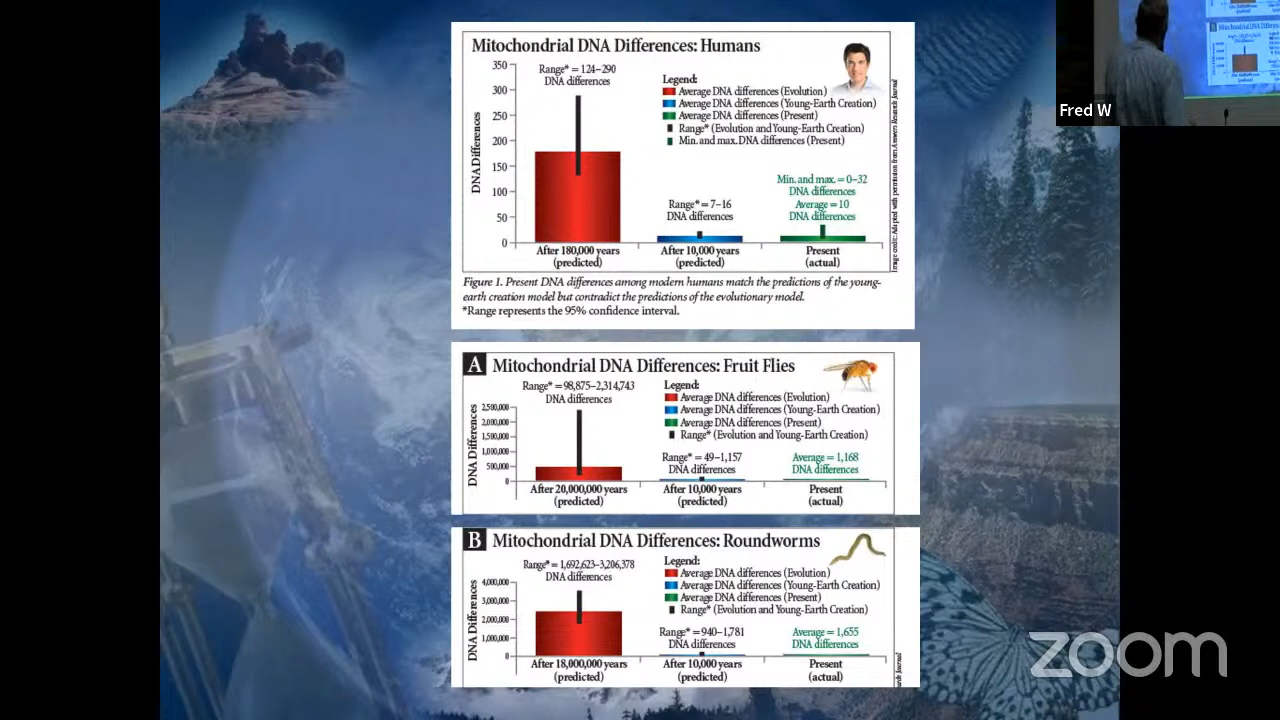 Mitochondrial DNA Differences: Humans
350
300
250
200
150
100
50
0
DNA Differences
Range* = 124–290
DNA differences
Legend:
Average DNA differences (Evolution)
Average DNA differences (Young-Earth Creation)
Average DNA differences (Present)
Range* (Evolution and Young-Earth Creation)
Min. and max. DNA differences (Present)
Range* = 7–16
DNA differences
Min. and max. = 0–32
DNA differences
Average = 10
DNA differences
After 180,000 years
(predicted)
After 10,000 years
(predicted)
Present
(actual)
Image credit: Adapted with permission from Answers Research Journal
Figure 1. Present DNA differences among modern humans match the predictions of the young-
earth creation model but contradict the predictions of the evolutionary model.
*Range represents the 95% confidence interval.
A Mitochondrial DNA Differences: Fruit Flies
Range* = 98,875–2,314,743
DNA differences
2,500,000
2,000,000
1,500,000
1,000,000
500,000
0
DNA Differences
Legend:
Average DNA differences (Evolution)
Average DNA differences (Young-Earth Creation)
Average DNA differences (Present)
Range* (Evolution and Young-Earth Creation)
Range* = 49–1,157
DNA differences
Average = 1,168
DNA differences
After 20,000,000 years
(predicted)
After 10,000 years
(predicted)
Present
(actual)
B Mitochondrial DNA Differences: Roundworms
Range* = 1,692,623–3,206,378
DNA differences
4,000,000
3,000,000
2,000,000
1,000,000
0
DNA Differences
Legend:
Average DNA differences (Evolution)
Average DNA differences (Young-Earth Creation)
Average DNA differences (Present)
Range* (Evolution and Young-Earth Creation)
Range* = 940–1,781
DNA differences
Average = 1,655
DNA differences
After 18,000,000 years
(predicted)
After 10,000 years
(predicted)
Present
(actual)
Journal
Fred W
zoom